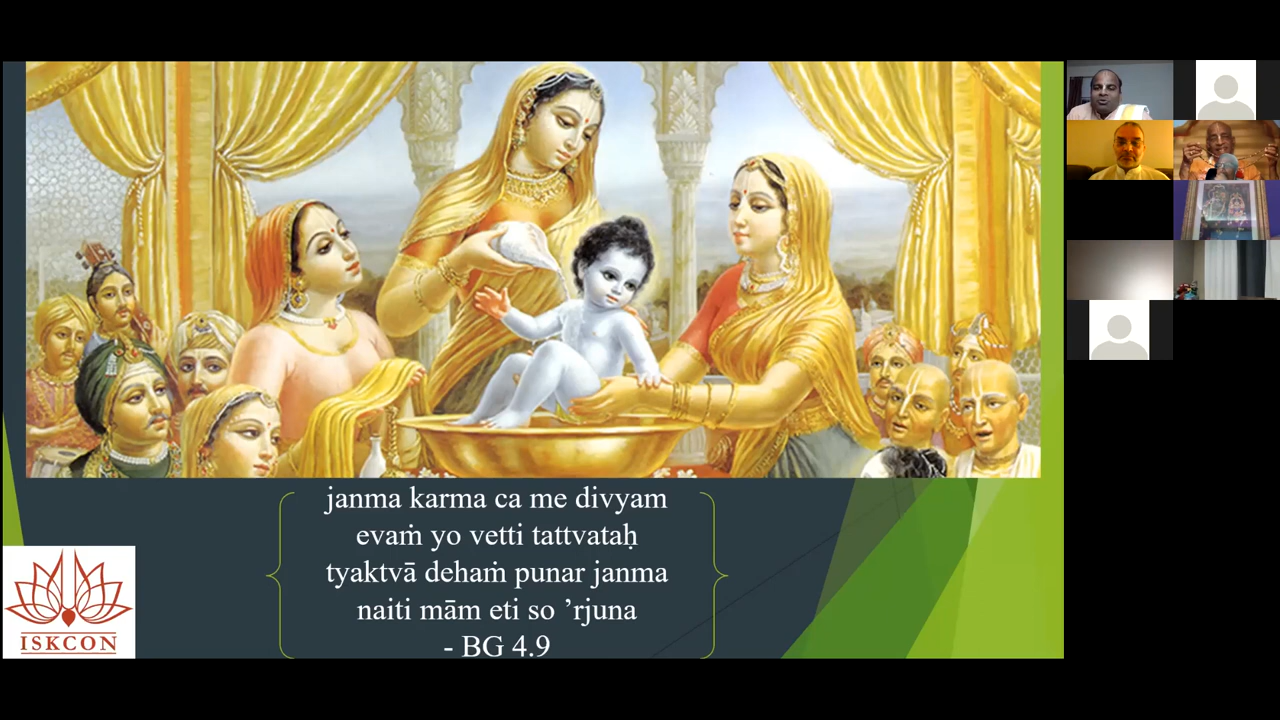 janma karma ca me divyam
evaṁ yo vetti tattvataḥ
tyaktvā dehaṁ punar janma
naiti mām eti so ’rjuna
- BG 4.9
ISKCON